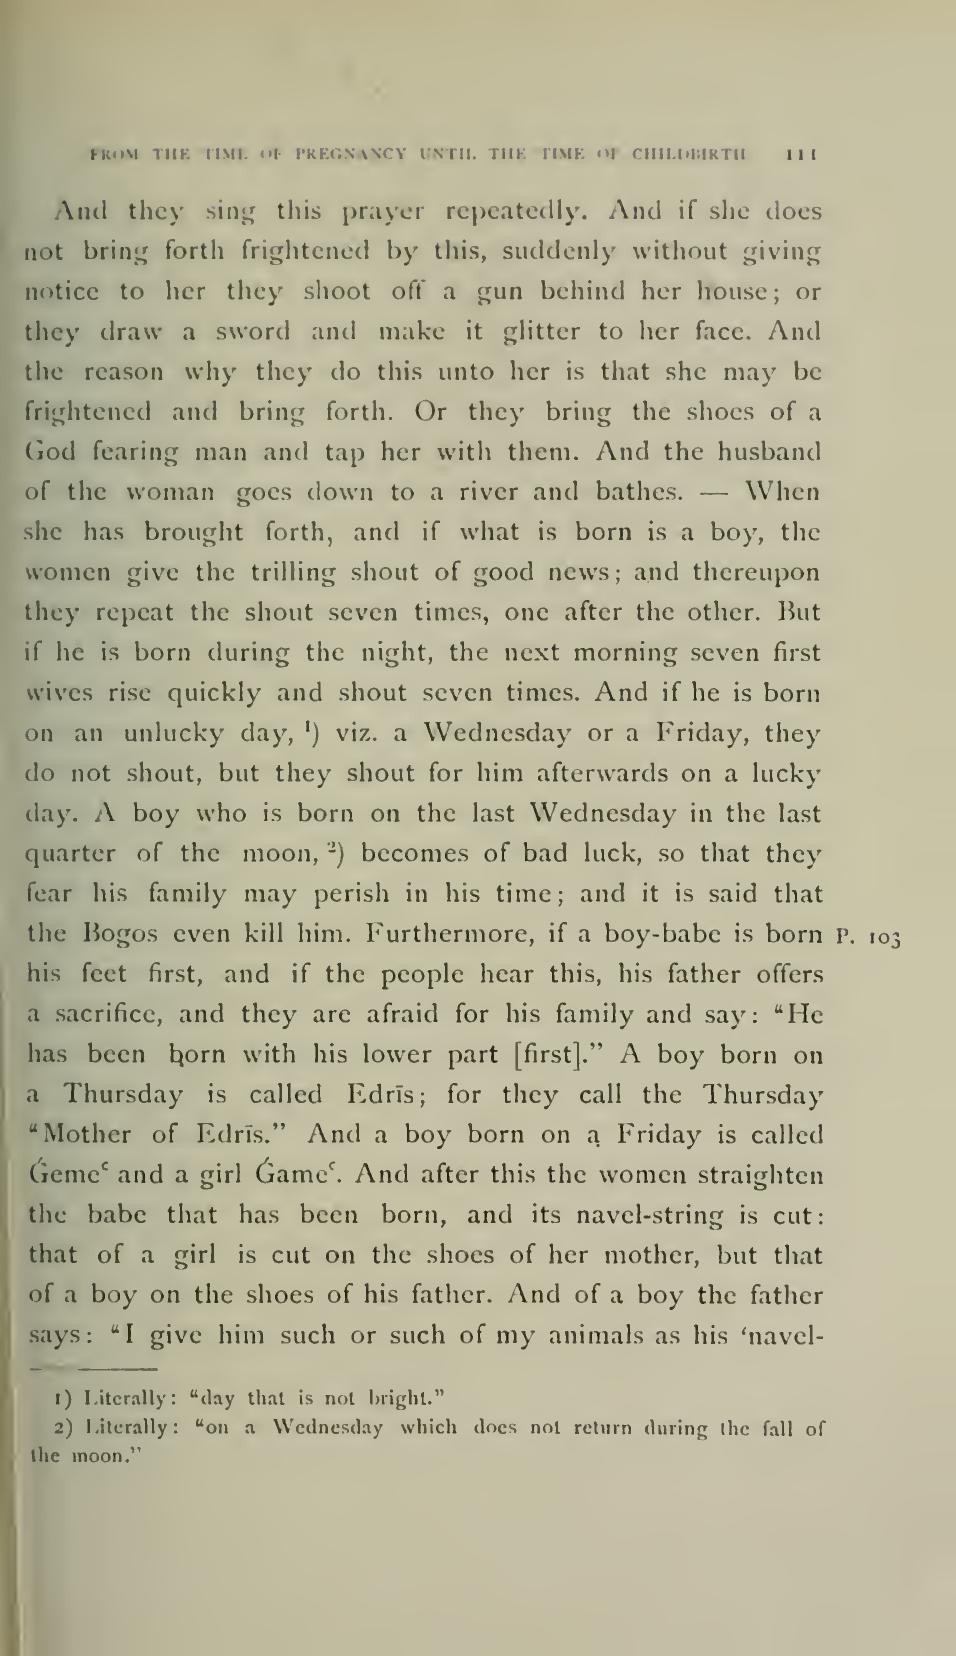 FROM THE TIME OF PREGNANCY UNTIL THE TIME OF CHILDBIRTH 111
And they sing this prayer repeatedly. And if she does
not bring forth frightened by this, suddenly without giving
notice to her they shoot off a gun behind her house; or
they draw a sword and make it glitter to her face. And
the reason why they do this unto her is that she may be
frightened and bring forth. Or they bring the shoes of a
God fearing man and tap her with them. And the husband
of the woman goes down to a river and bathes. — When
she has brought forth, and if what is born is a boy, the
women give the trilling shout of good news; and thereupon
they repeat the shout seven times, one after the other. But
if he is born during the night, the next morning seven first
wives rise quickly and shout seven times. And if he is born
on an unlucky day, ¹) viz. a Wednesday or a Friday, they
do not shout, but they shout for him afterwards on a lucky
day. A boy who is born on the last Wednesday in the last
quarter of the moon, ²) becomes of bad luck, so that they
fear his family may perish in his time; and it is said that
the Bogos even kill him. Furthermore, if a boy-babe is born P. 103
his feet first, and if the people hear this, his father offers
a sacrifice, and they are afraid for his family and say: “He
has been born with his lower part [first].” A boy born on
a Thursday is called Edrīs; for they call the Thursday
“Mother of Edrīs.” And a boy born on a Friday is called
Ǵemeʿ and a girl Ǵameʿ. And after this the women straighten
the babe that has been born, and its navel-string is cut:
that of a girl is cut on the shoes of her mother, but that
of a boy on the shoes of his father. And of a boy the father
says: “I give him such or such of my animals as his ‘navel-
1) Literally: “day that is not bright.”
2) Literally: “on a Wednesday which does not return during the fall of
the moon.”